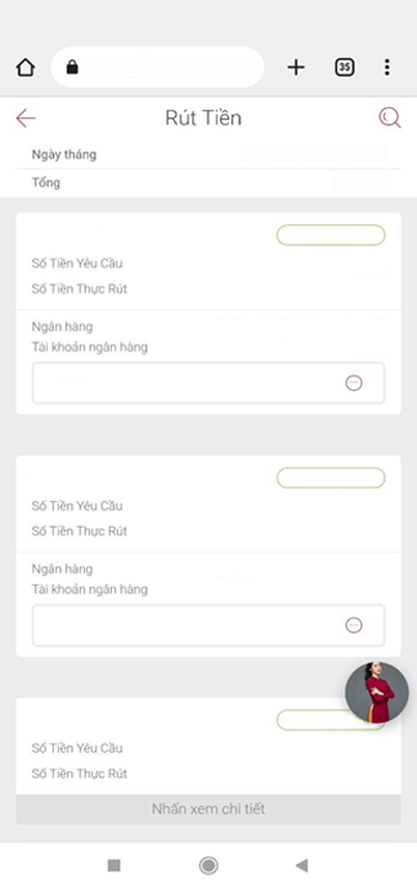 35
Rút Tiền
Ngày tháng
Tổng
Số Tiền Yêu Cầu
Số Tiền Thực Rút
Ngân hàng
Tài khoản ngân hàng
Số Tiền Yêu Cầu
Số Tiền Thực Rút
Ngân hàng
Tài khoản ngân hàng
Số Tiền Yêu Cầu
Số Tiền Thực Rút
Nhấn xem chi tiết